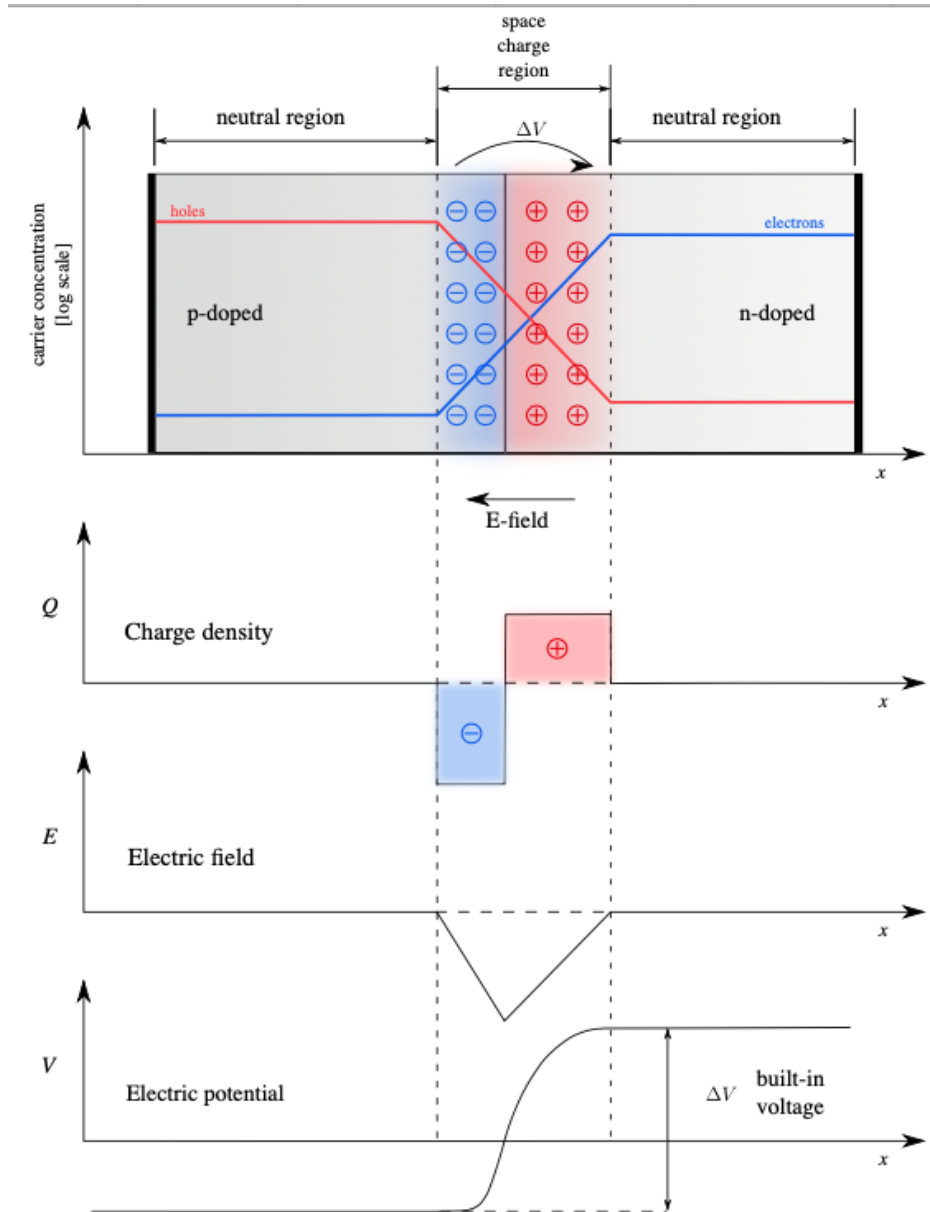 space
charge
region
neutral region
neutral region
ΔV
holes
electrons
carrier concentration
[log scale]
p-doped
n-doped
x
E-field
Q
Charge density
x
E
Electric field
x
V
Electric potential
ΔV
built-in
voltage
x